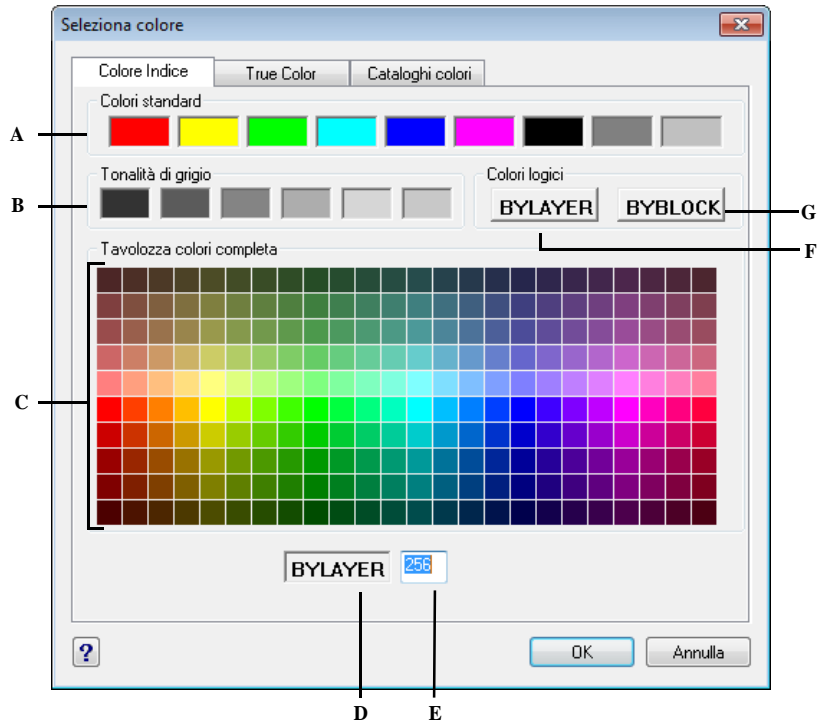 Seleziona colore
Colore Indice
True Color
Cataloghi colori
Colori standard
A
Tonalità di grigio
Colori logici
B
BYLAYER
BYBLOCK
G
F
Tavolozza colori completa
C
BYLAYER
256
?
OK
Annulla
D
E